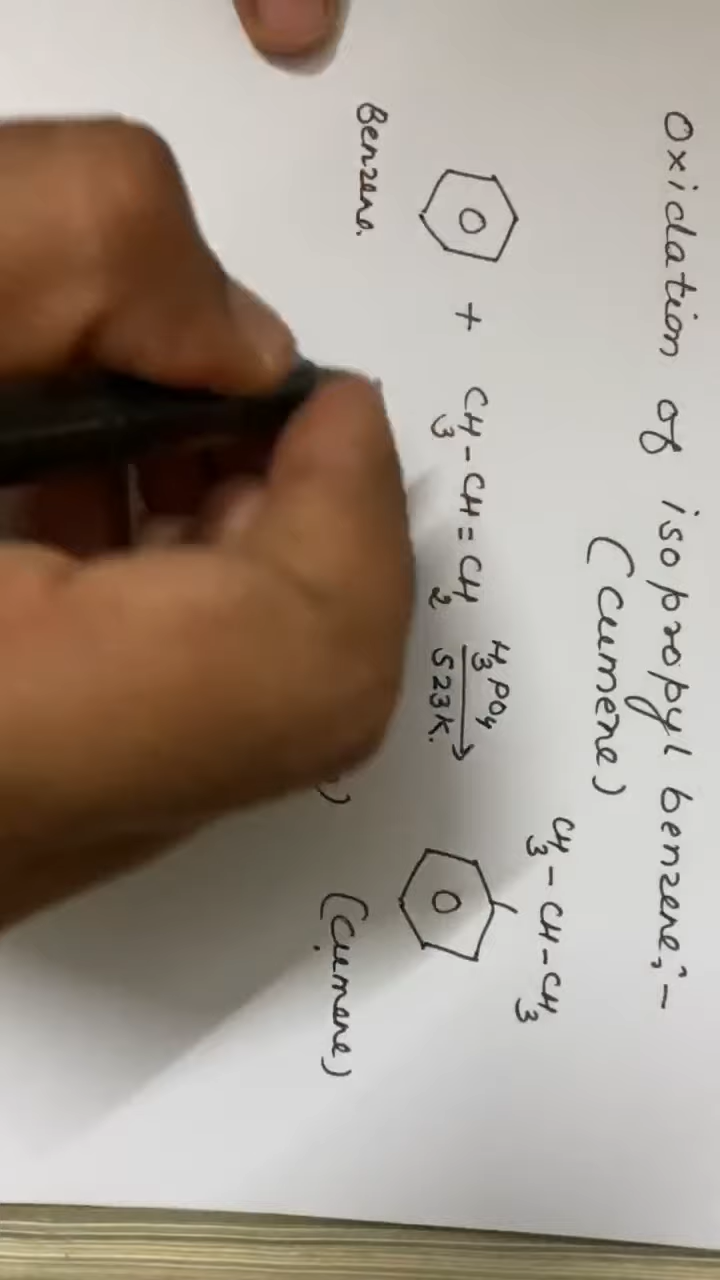 Oxidation of isopropyl benzene:-
(cumene)
CH3-CH-CH3
+ CH3-CH=CH2 H3PO4
523K.
Benzene.
(Cumene)